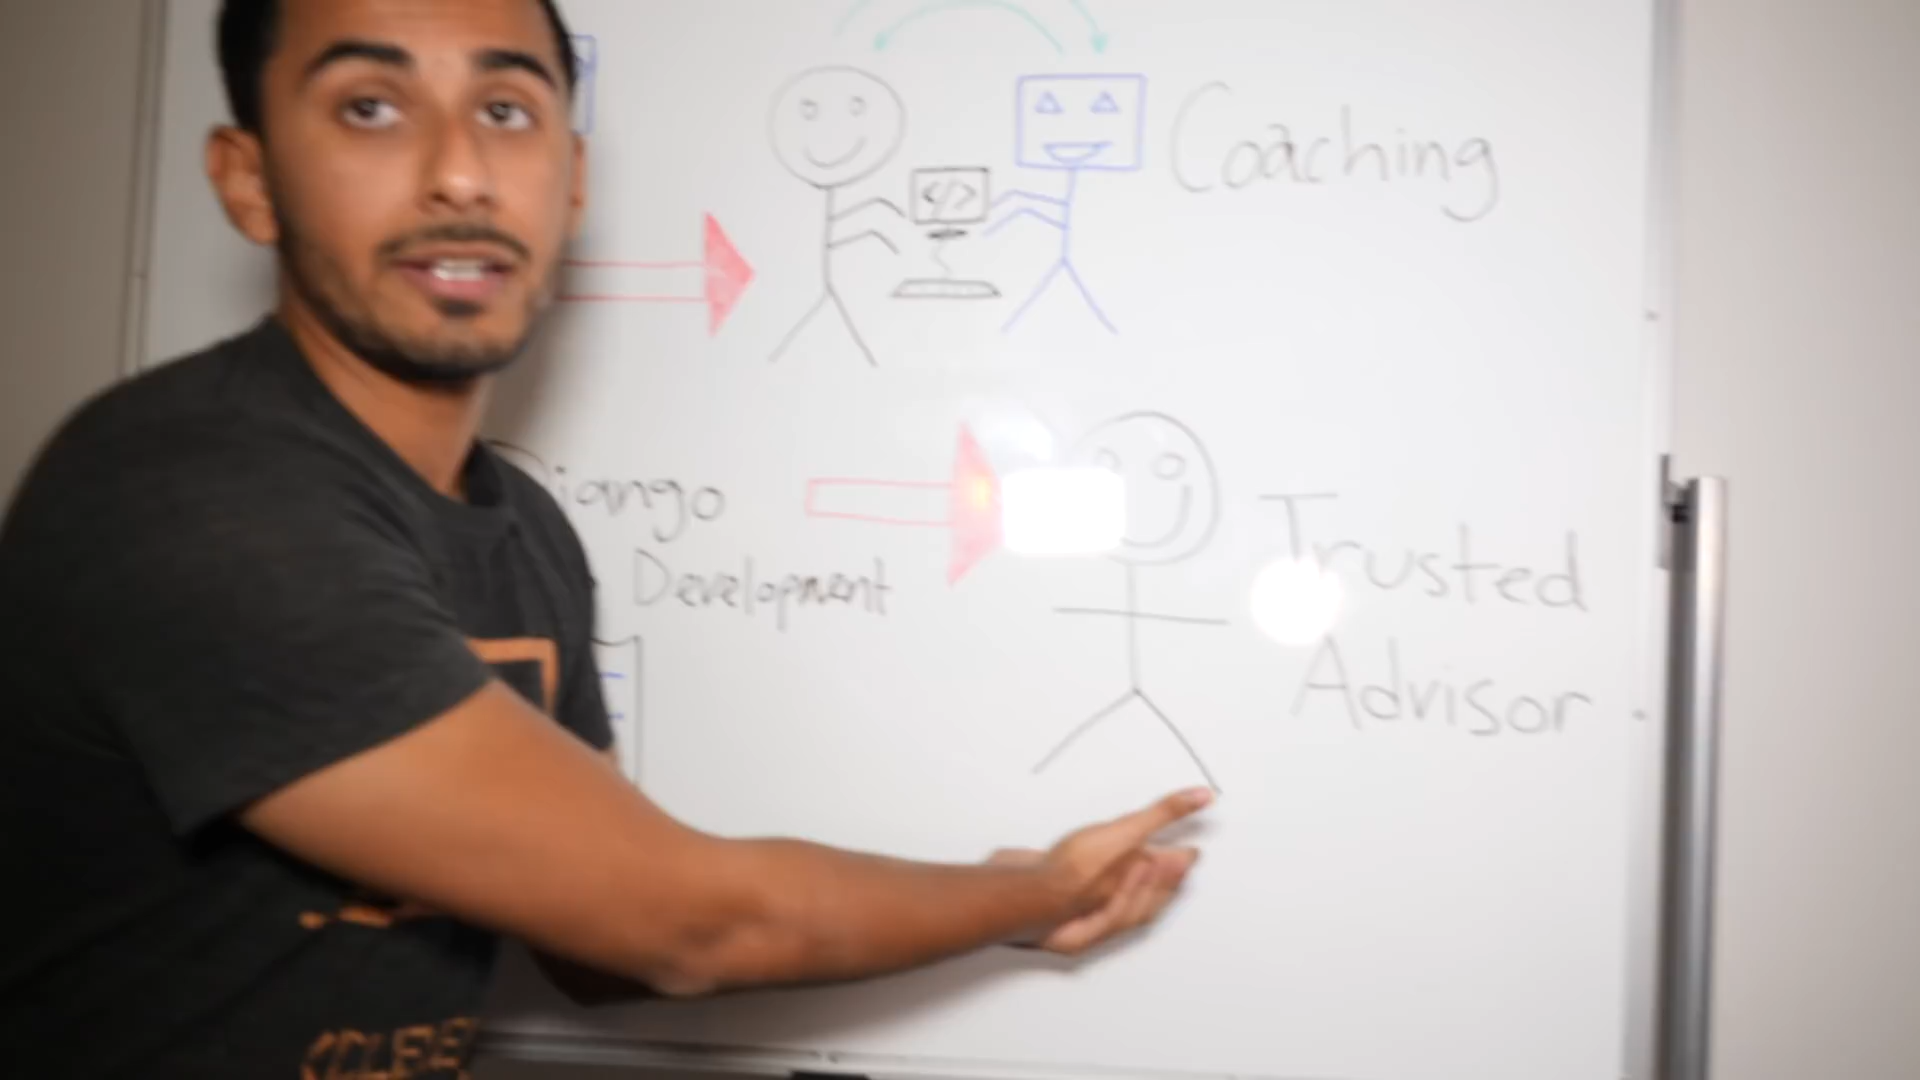 </>
Coaching
Django
Development
Trusted
Advisor